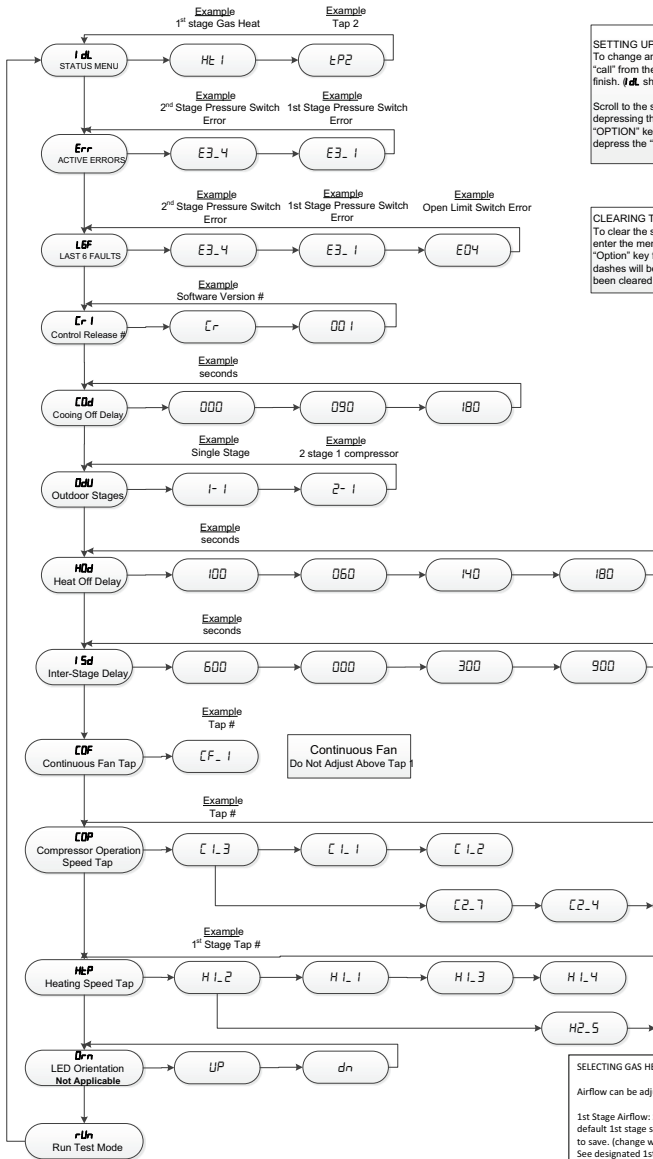 Example
1st stage Gas Heat
Example
Tap 2
IdL
STATUS MENU
Ht 1
tP2
Example
2nd Stage Pressure Switch
Error
Example
1st Stage Pressure Switch
Error
Err
ACTIVE ERRORS
E3_4
E3_1
Example
2nd Stage Pressure Switch
Error
Example
1st Stage Pressure Switch
Error
Example
Open Limit Switch Error
L6F
LAST 6 FAULTS
E3_4
E3_1
E04
Example
Software Version #
Cr 1
Control Release #
Cr
001
Example
seconds
C0d
Cooing Off Delay
000
090
180
Example
Single Stage
Example
2 stage 1 compressor
OdU
Outdoor Stages
1-1
2-1
Example
seconds
HOd
Heat Off Delay
100
060
140
180
Example
seconds
ISd
Inter-Stage Delay
600
000
300
900
Example
Tap #
COF
Continuous Fan Tap
CF_1
Continuous Fan
Do Not Adjust Above Tap 1
Example
Tap #
COP
Compressor Operation
Speed Tap
C1_3
C1_1
C1_2
C2_7
C2_4
Example
1st Stage Tap #
HtP
Heating Speed Tap
H1_2
H1_1
H1_3
H1_4
H2_5
Orn
LED Orientation
Not Applicable
UP
dn
rUn
Run Test Mode
SETTING UP
To change an
"call" from the
finish. (IdL sh
Scroll to the s
depressing th
"OPTION" ke
depress the "
CLEARING T
To clear the s
enter the mer
"Option" key f
dashes will be
been cleared
SELECTING GAS HE
Airflow can be adj
1st Stage Airflow:
default 1st stage s
to save. (change w
See designated 1st